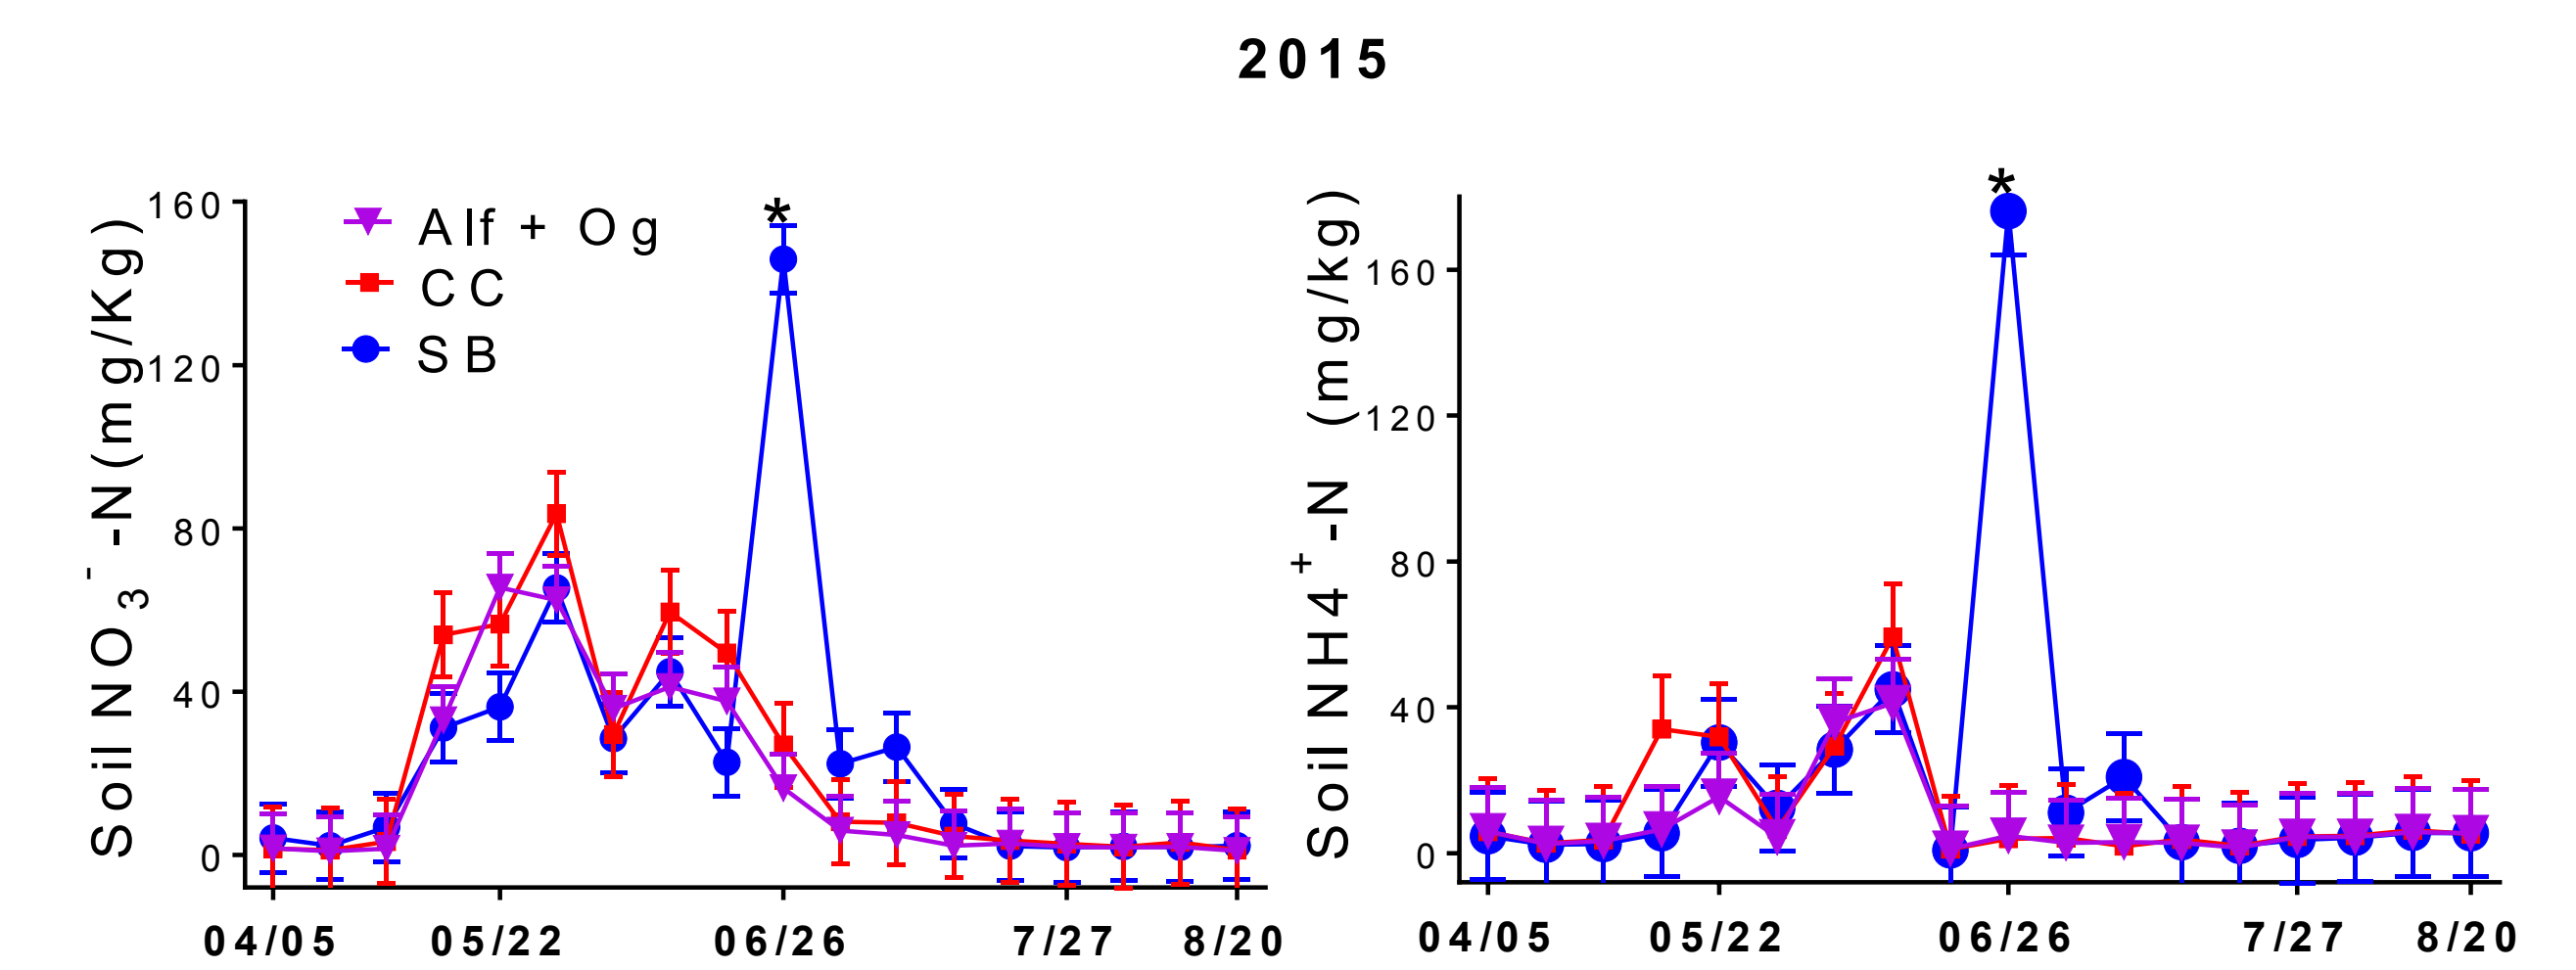 2015
Soil NO3- -N (mg/Kg)
160
120
80
40
0
Alf + Og
CC
SB
*
04/05 05/22 06/26 7/27 8/20
Soil NH4+ -N (mg/kg)
160
120
80
40
0
*
04/05 05/22 06/26 7/27 8/20